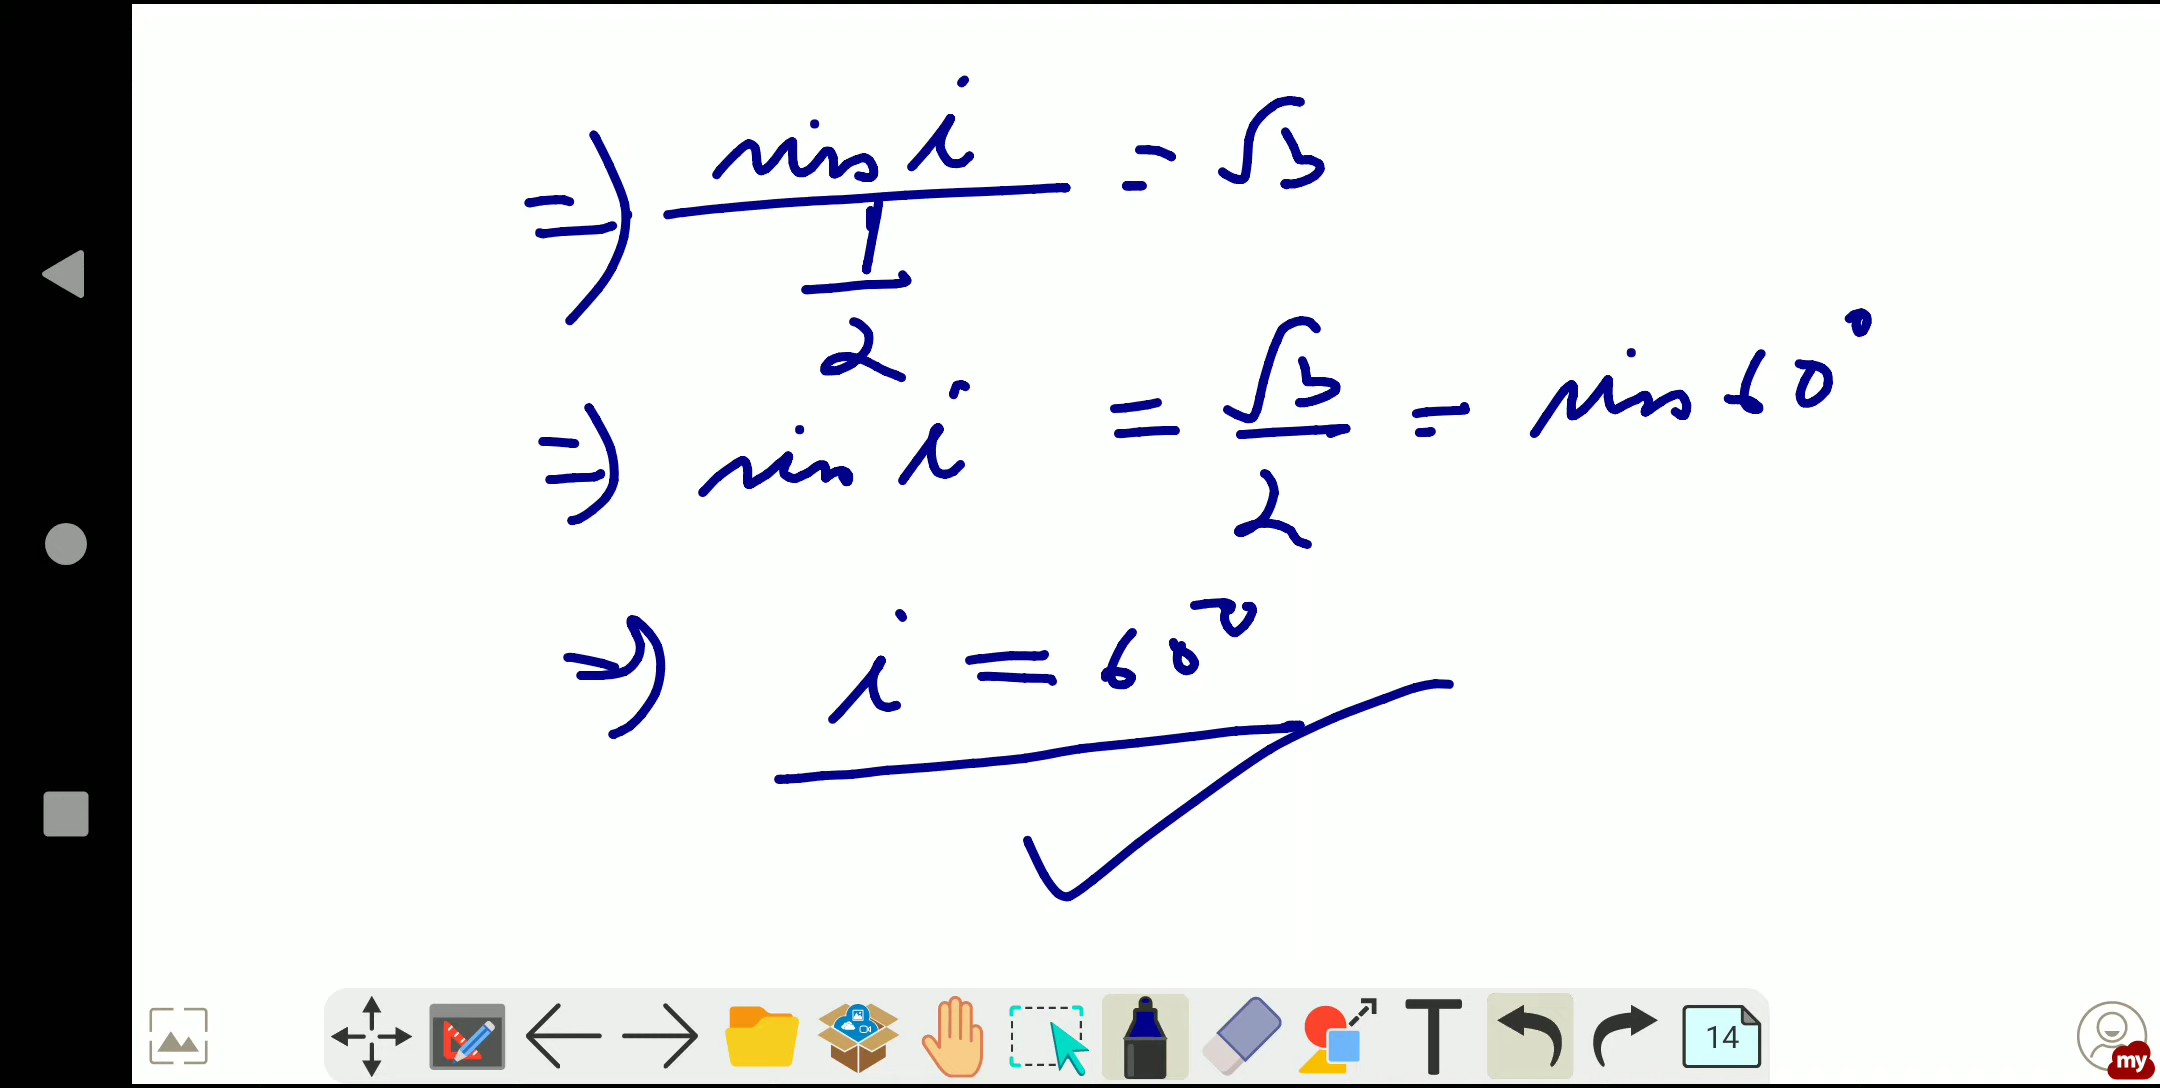 ⇒ sin i / (1/2) = √3
⇒ sin i = √3/2 = sin 60°
⇒ i = 60°
T
14
my